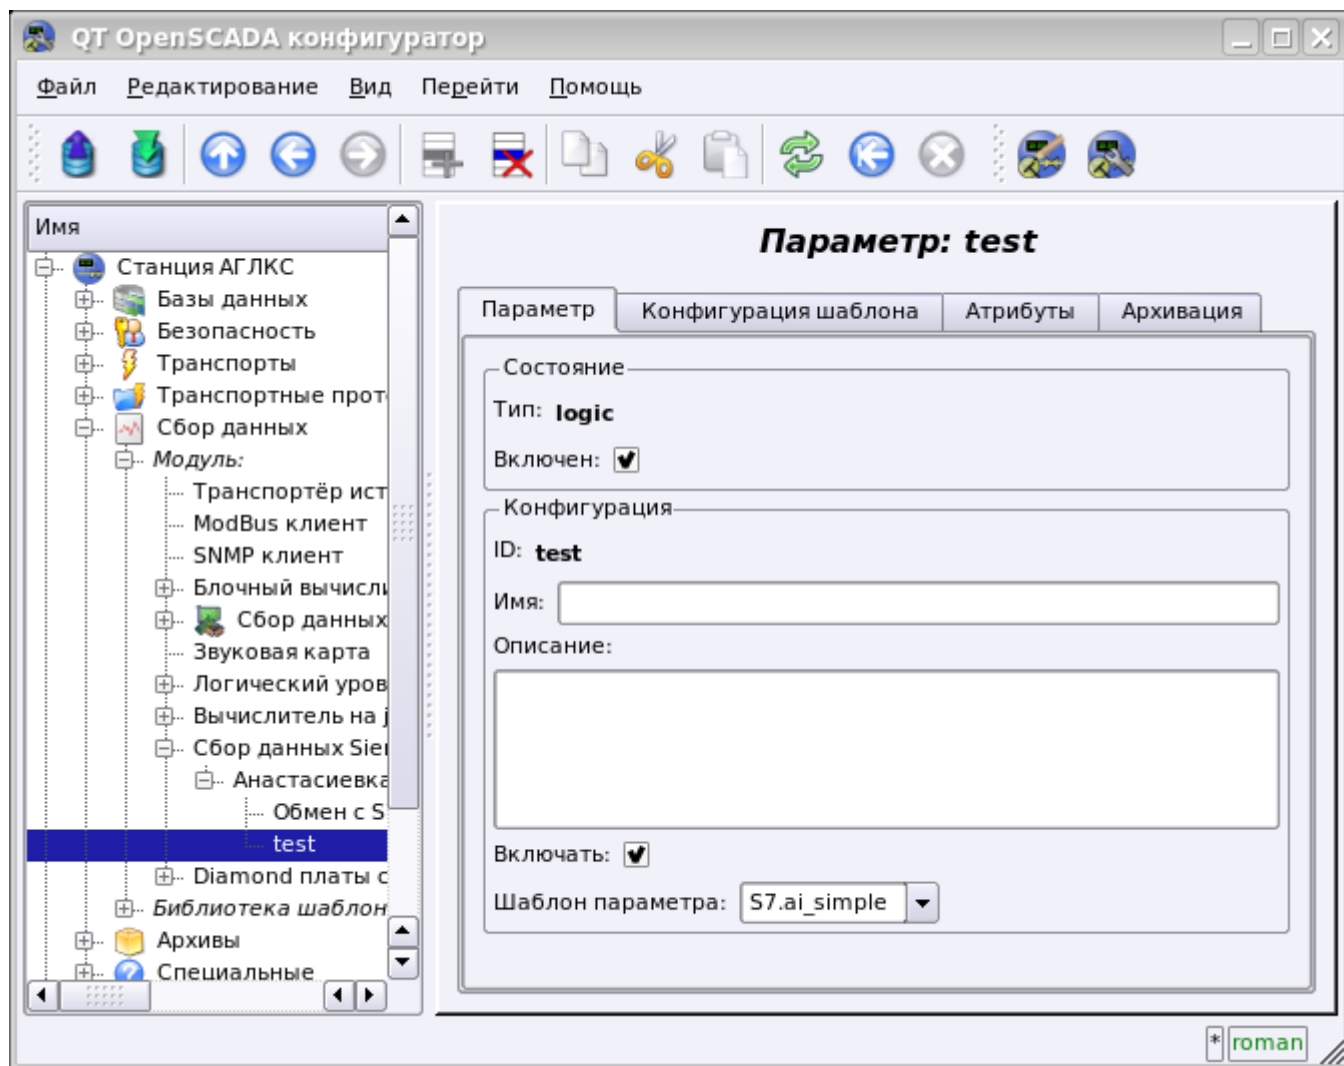 QT OpenSCADA конфигуратор
Файл Редактирование Вид Перейти Помощь
Имя
Станция АГЛКС
Базы данных
Безопасность
Транспорты
Транспортные прот
Сбор данных
Модуль:
Транспортёр ист
ModBus клиент
SNMP клиент
Блочный вычисли
Сбор данных
Звуковая карта
Логический уров
Вычислитель на j
Сбор данных Sie
Анастасиевка
Обмен с S
test
Diamond платы с
Библиотека шаблон
Архивы
Специальные
Параметр: test
Параметр Конфигурация шаблона Атрибуты Архивация
Состояние
Тип: logic
Включен:
Конфигурация
ID: test
Имя:
Описание:
Включать:
Шаблон параметра: S7.ai_simple
* roman